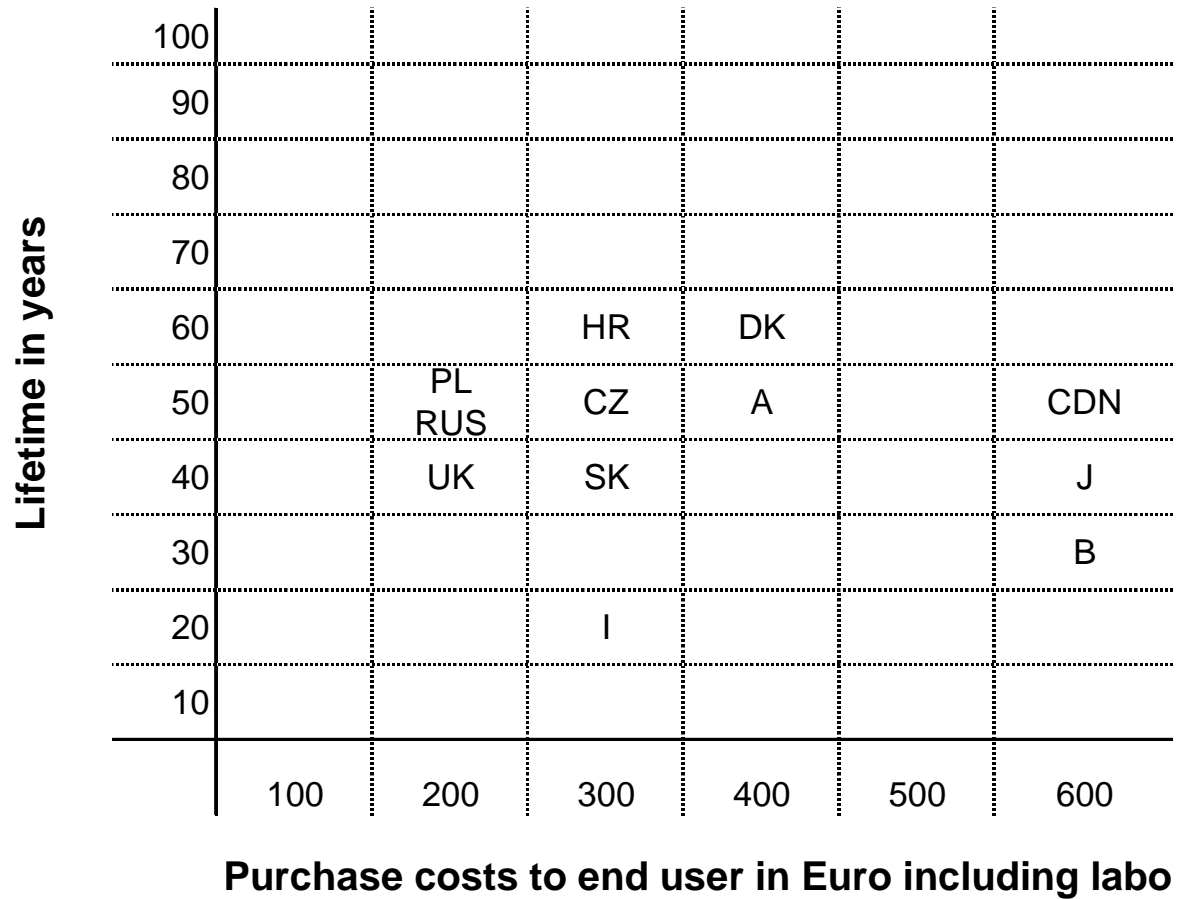 Lifetime in years
100
90
80
70
60 HR DK
50 PL RUS CZ A CDN
40 UK SK J
30 B
20 I
10
100 200 300 400 500 600
Purchase costs to end user in Euro including labo